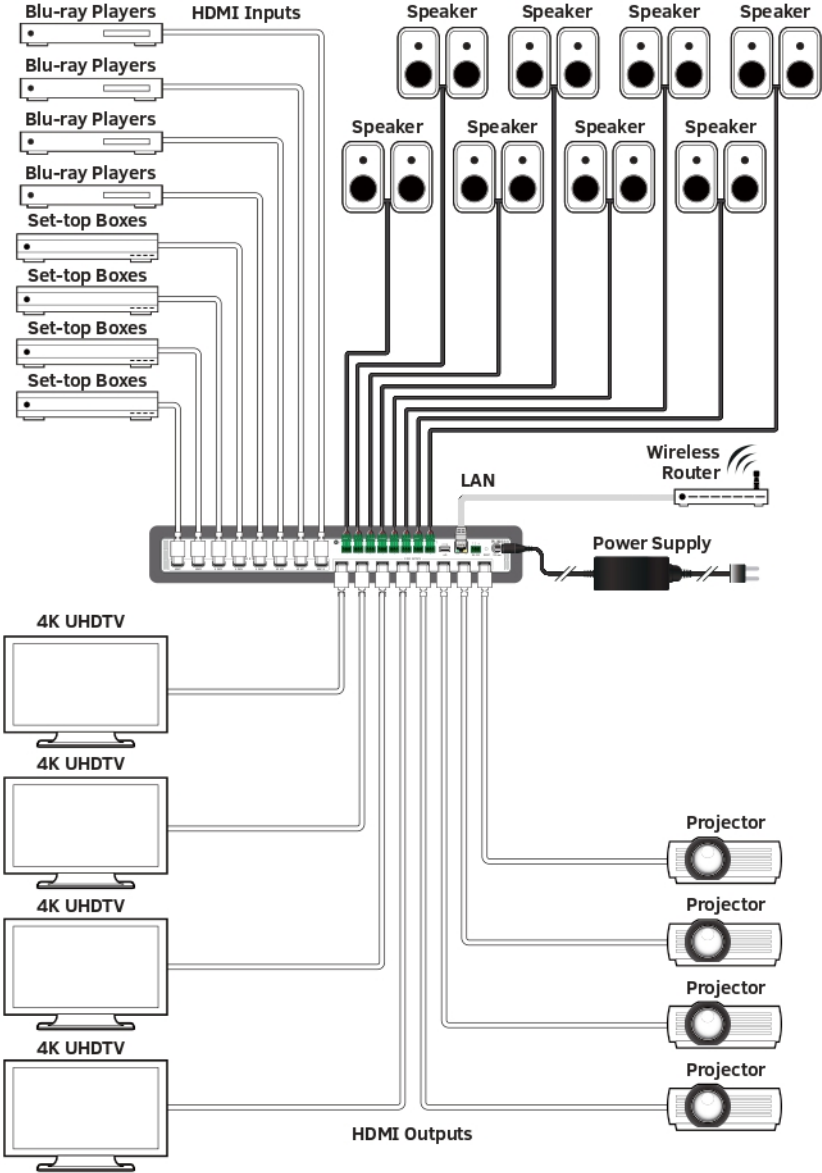 Blu-ray Players
HDMI Inputs
Speaker
Speaker
Speaker
Speaker
Blu-ray Players
Blu-ray Players
Speaker
Speaker
Speaker
Speaker
Blu-ray Players
Set-top Boxes
Set-top Boxes
Set-top Boxes
Set-top Boxes
Wireless
Router
LAN
Power Supply
4K UHDTV
4K UHDTV
Projector
4K UHDTV
Projector
Projector
4K UHDTV
Projector
HDMI Outputs